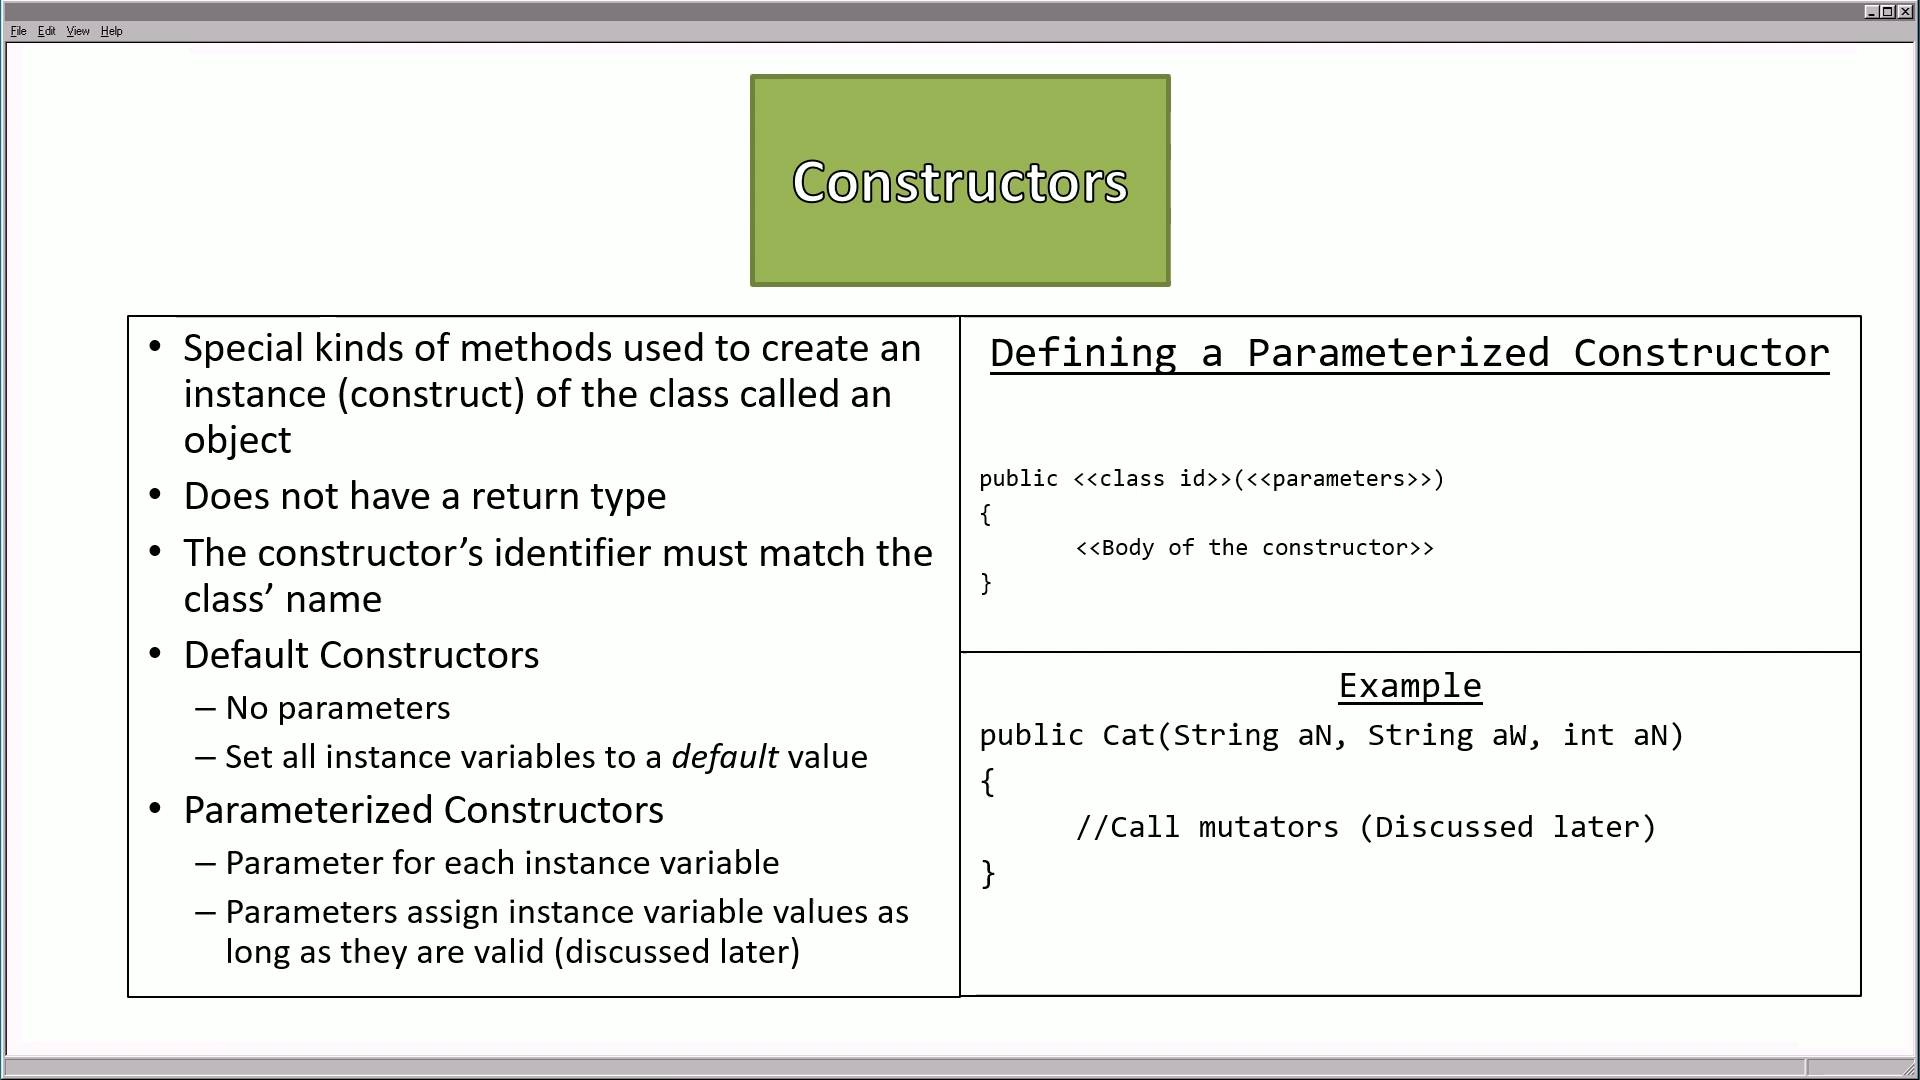 File Edit View Help
Constructors
• Special kinds of methods used to create an
instance (construct) of the class called an
object
• Does not have a return type
• The constructor’s identifier must match the
class’ name
• Default Constructors
– No parameters
– Set all instance variables to a default value
• Parameterized Constructors
– Parameter for each instance variable
– Parameters assign instance variable values as
long as they are valid (discussed later)
Defining a Parameterized Constructor
public <<class id>>(<<parameters>>)
{
<<Body of the constructor>>
}
Example
public Cat(String aN, String aW, int aN)
{
//Call mutators (Discussed later)
}